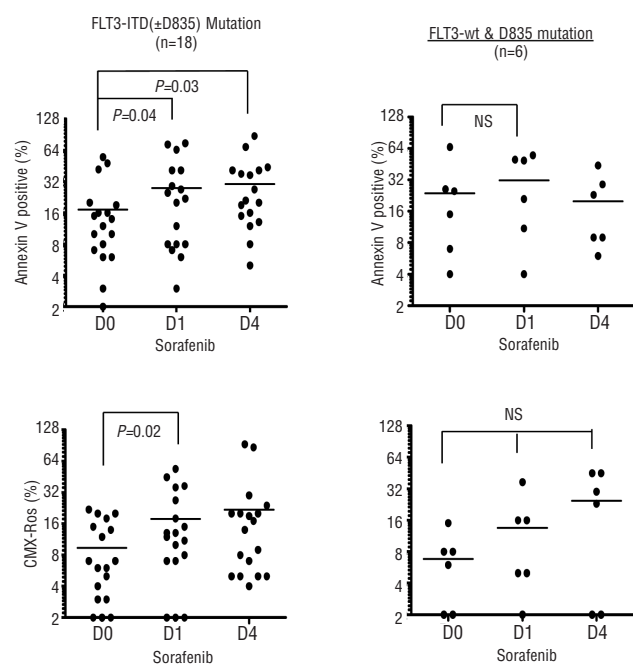 FLT3-ITD(±D835) Mutation
(n=18)
P=0.03
P=0.04
128
64
32
16
8
4
2
Annexin V positive (%)
D0 D1 D4
Sorafenib
FLT3-wt & D835 mutation
(n=6)
NS
128
64
32
16
8
4
2
Annexin V positive (%)
D0 D1 D4
Sorafenib
P=0.02
128
64
32
16
8
4
2
CMX-Ros (%)
D0 D1 D4
Sorafenib
NS
128
64
32
16
8
4
2
D0 D1 D4
Sorafenib